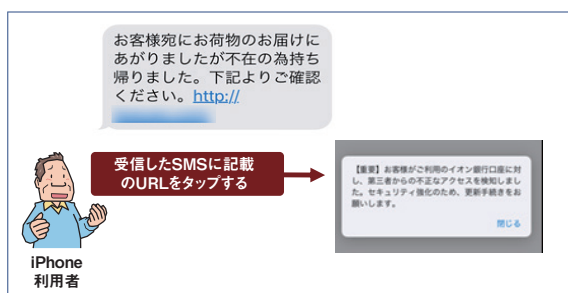 お客様宛にお荷物のお届けに
あがりましたが不在の為持ち
帰りました。下記よりご確認
ください。http://
受信したSMSに記載
のURLをタップする
【重要】お客様がご利用のイオン銀行口座に対
し、第三者からの不正なアクセスを検知しまし
た。セキュリティ強化のため、更新手続きをお
願いします。
閉じる
iPhone
利用者